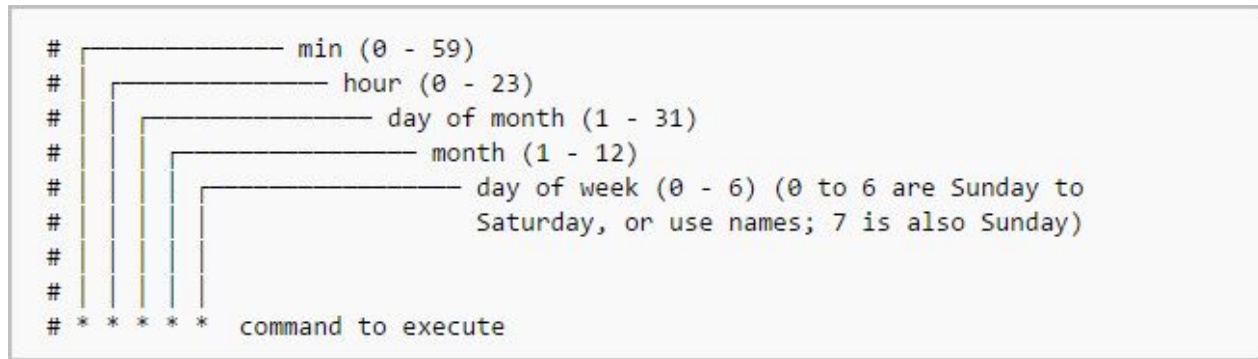 # ┌───────────── min (0 - 59)
# │ ┌────────────── hour (0 - 23)
# │ │ ┌─────────────── day of month (1 - 31)
# │ │ │ ┌──────────────── month (1 - 12)
# │ │ │ │ ┌───────────────── day of week (0 - 6) (0 to 6 are Sunday to
# │ │ │ │ │                  Saturday, or use names; 7 is also Sunday)
# │ │ │ │ │
# │ │ │ │ │
# * * * * *  command to execute